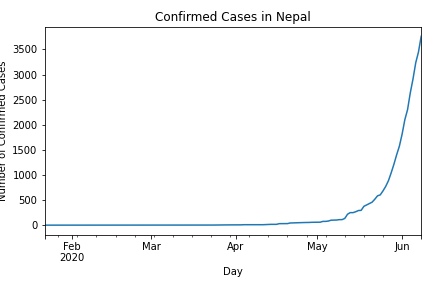 Confirmed Cases in Nepal
Number of Confirmed Cases
3500
3000
2500
2000
1500
1000
500
0
Feb
2020
Mar
Apr
May
Jun
Day